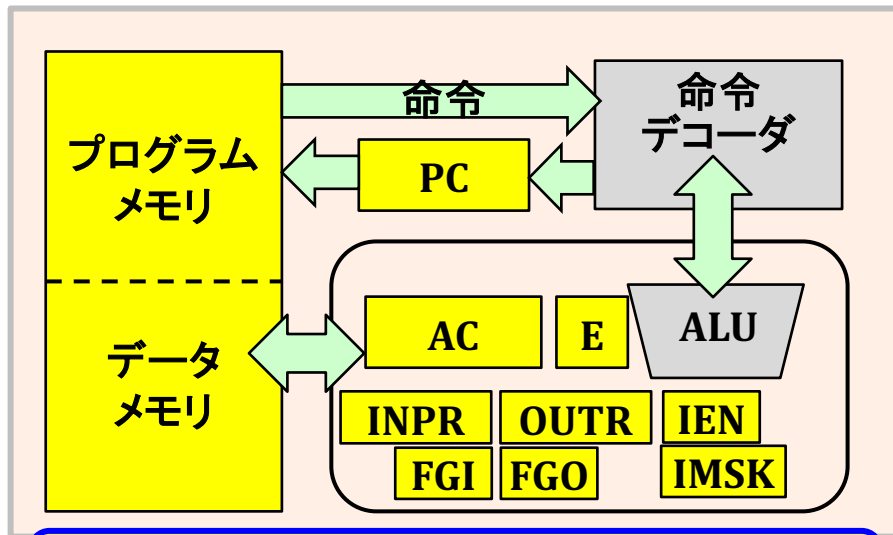 命令
命令
デコーダ
プログラム
メモリ
PC
データ
メモリ
AC
E
ALU
INPR
OUTR
IEN
FGI
FGO
IMSK